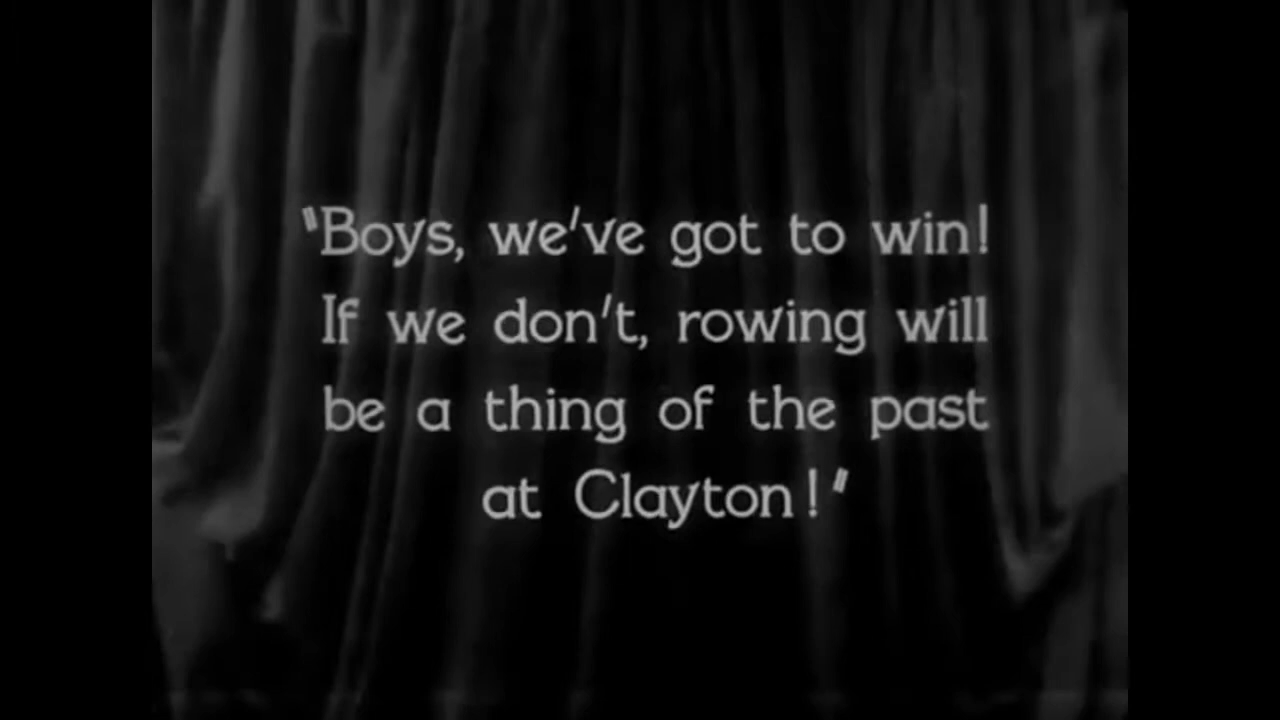 "Boys, we've got to win!
If we don't, rowing will
be a thing of the past
at Clayton!"